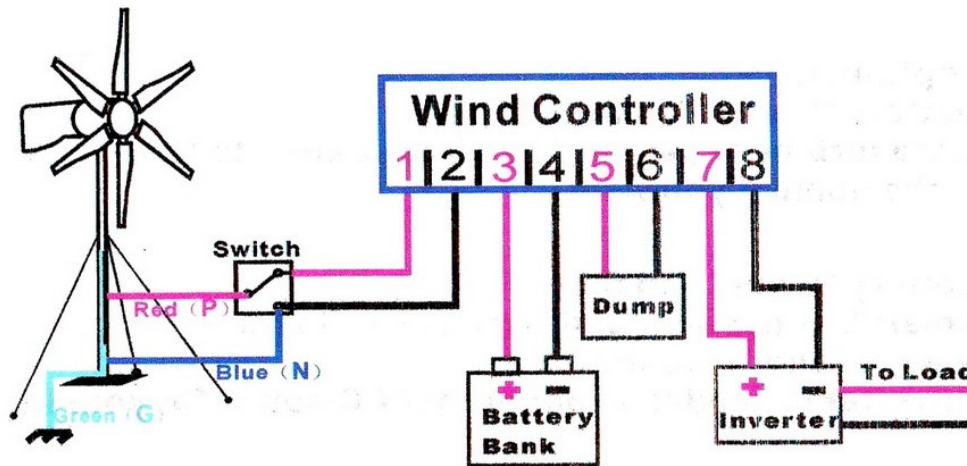 Wind Controller
1 2 3 4 5 6 7 8
Switch
Red (P)
Blue (N)
Green (G)
Dump
+ -
Battery
Bank
+ -
Inverter
To Load